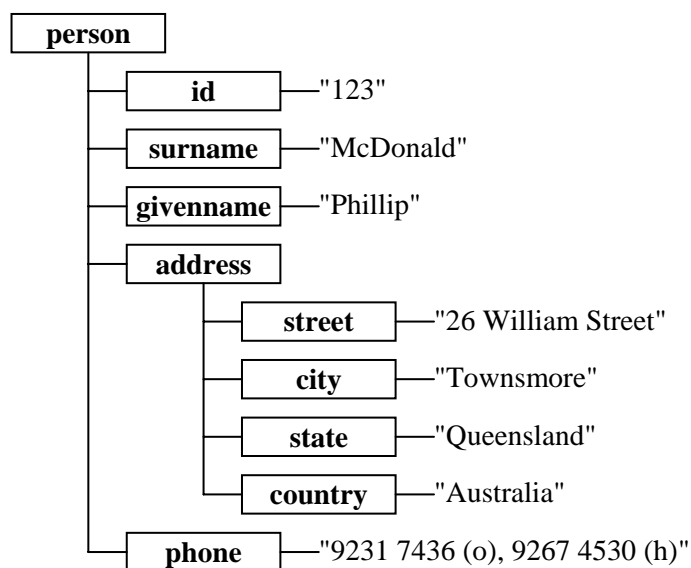 person
id "123"
surname "McDonald"
givenname "Phillip"
address
street "26 William Street"
city "Townsmore"
state "Queensland"
country "Australia"
phone "9231 7436 (o), 9267 4530 (h)"